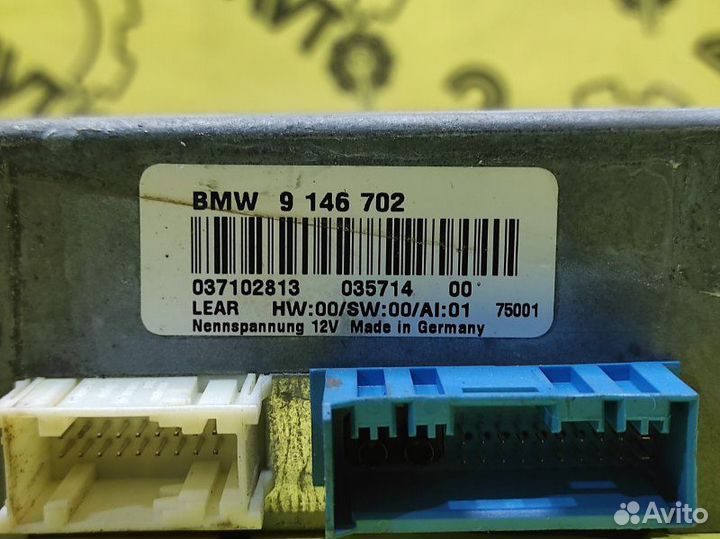 BMW 9 146 702
037102813 035714 00
LEAR HW:00/SW:00/AI:01 75001
Nennspannung 12V Made in Germany
Avito